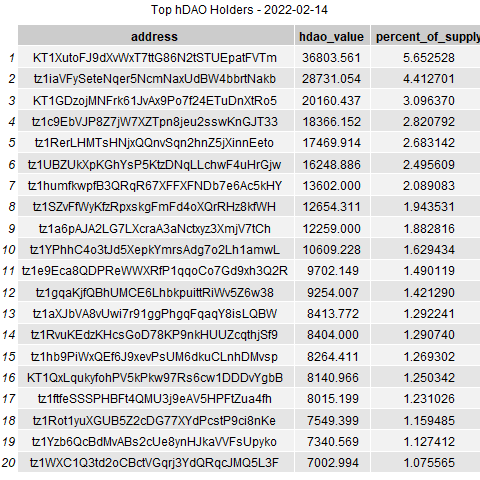 Top hDAO Holders - 2022-02-14
address hdao_value percent_of_supply
1 KT1XutoFJ9dXvWxT7ttG86N2tSTUEpatFVTm 36803.561 5.652528
2 tz1iaVFySeteNqer5NcmNaxUdBW4bbrtNakb 28731.054 4.412701
3 KT1GDzojMNFrk61JvAx9Po7f24ETuDnXtRo5 20160.437 3.096370
4 tz1c9EbVJP8Z7jW7XZTpn8jeu2sswKnGJT33 18366.152 2.820792
5 tz1RerLHMTsHNjxQQnvSqn2hnZ5jXinnEeto 17469.914 2.683142
6 tz1UBZUkXpKGhYsP5KtzDNqLLchwF4uHrGjw 16248.886 2.495609
7 tz1humfkwpfB3QRqR67XFFXFNDb7e6Ac5kHY 13602.000 2.089083
8 tz1SZvFfWyKfzRpxskgFmFd4oXQrRHz8kfWH 12654.311 1.943531
9 tz1a6pAJA2LG7LXcraA3aNctxyz3XmjV7tCh 12259.000 1.882816
10 tz1YPhhC4o3tUd5XepkYmrsAdg7o2Lh1amwL 10609.228 1.629434
11 tz1e9Eca8QDPReWWXRfP1qqoCo7Gd9xh3Q2R 9702.149 1.490119
12 tz1gqaKjfQBhUMCE6LhbkpuittRiWv5Z6w38 9254.007 1.421290
13 tz1aXJbVA8vUwi7r91ggPhgqFqaqY8isLQBW 8413.772 1.292241
14 tz1RvuKEdzKHcsGoD78KP9nkHUUZcqthjSf9 8404.000 1.290740
15 tz1hb9PiWxQEf6J9xevPsUM6dkuCLnhDMvsp 8264.411 1.269302
16 KT1QxLqukyfohPV5kPkw97Rs6cw1DDDvYgbB 8140.966 1.250342
17 tz1ftfeSSSPHBFt4QMU3j9eAV5HPFtZua4fh 8015.199 1.231026
18 tz1Rot1yuXGUB5Z2cDG77XYdPcstP9ci8nKe 7549.399 1.159485
19 tz1Yzb6QcBdMvABs2cUe8ynHJkaVVFsUpyko 7340.569 1.127412
20 tz1WXC1Q3td2oCBctVGqrj3YdQRqcJMQ5L3F 7002.994 1.075565